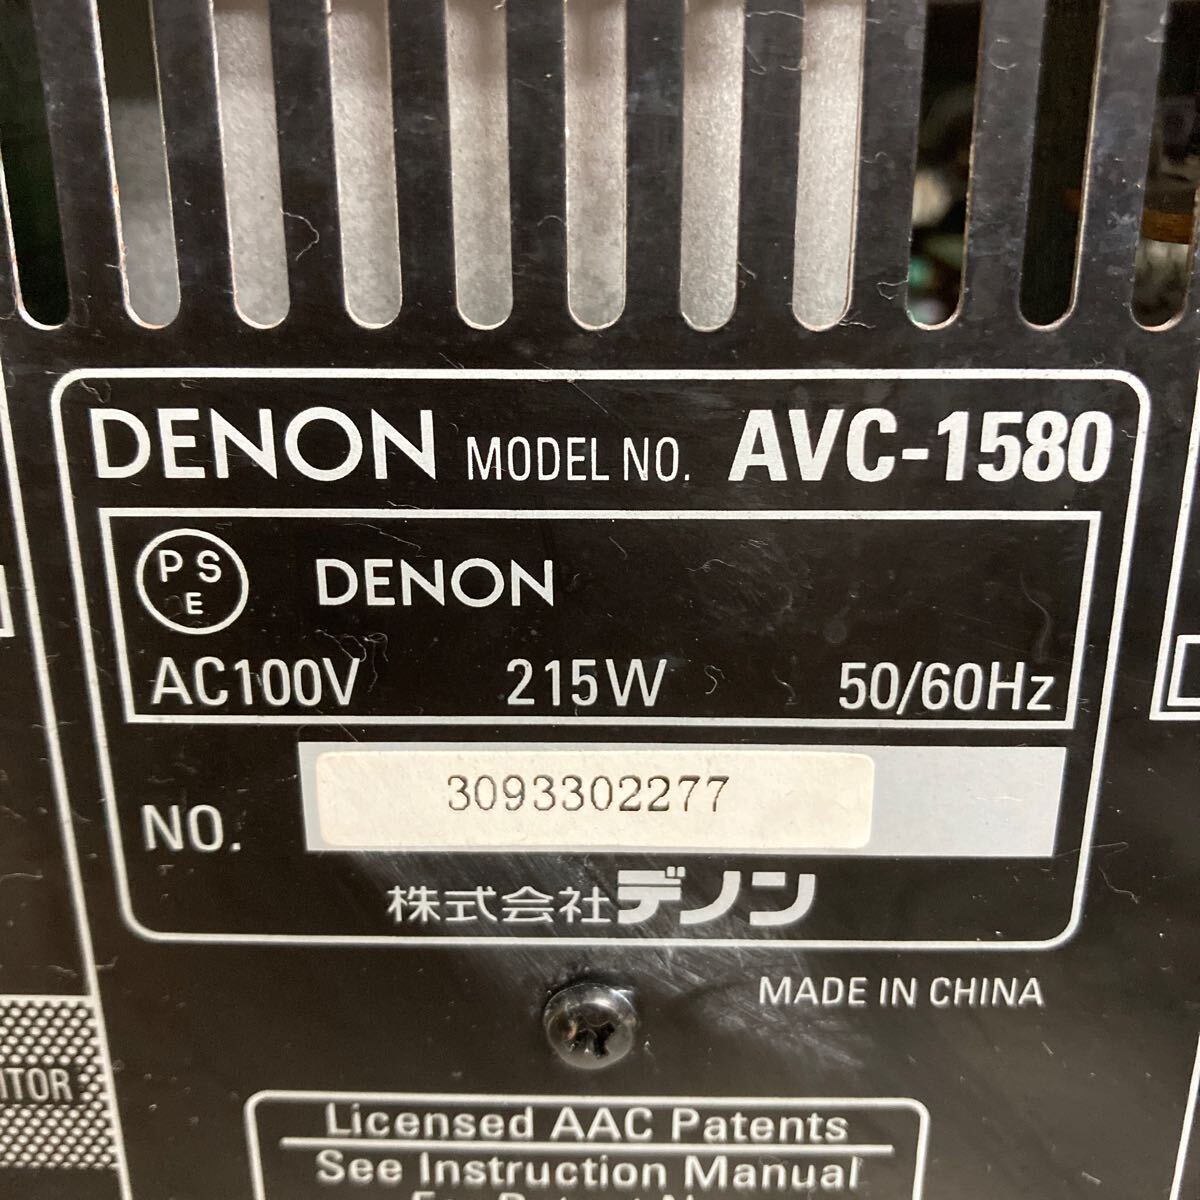 DENON MODEL NO. AVC-1580
PS
E
DENON
AC100V 215W 50/60Hz
NO. 3093302277
株式会社デノン
MADE IN CHINA
ITOR
Licensed AAC Patents
See Instruction Manual